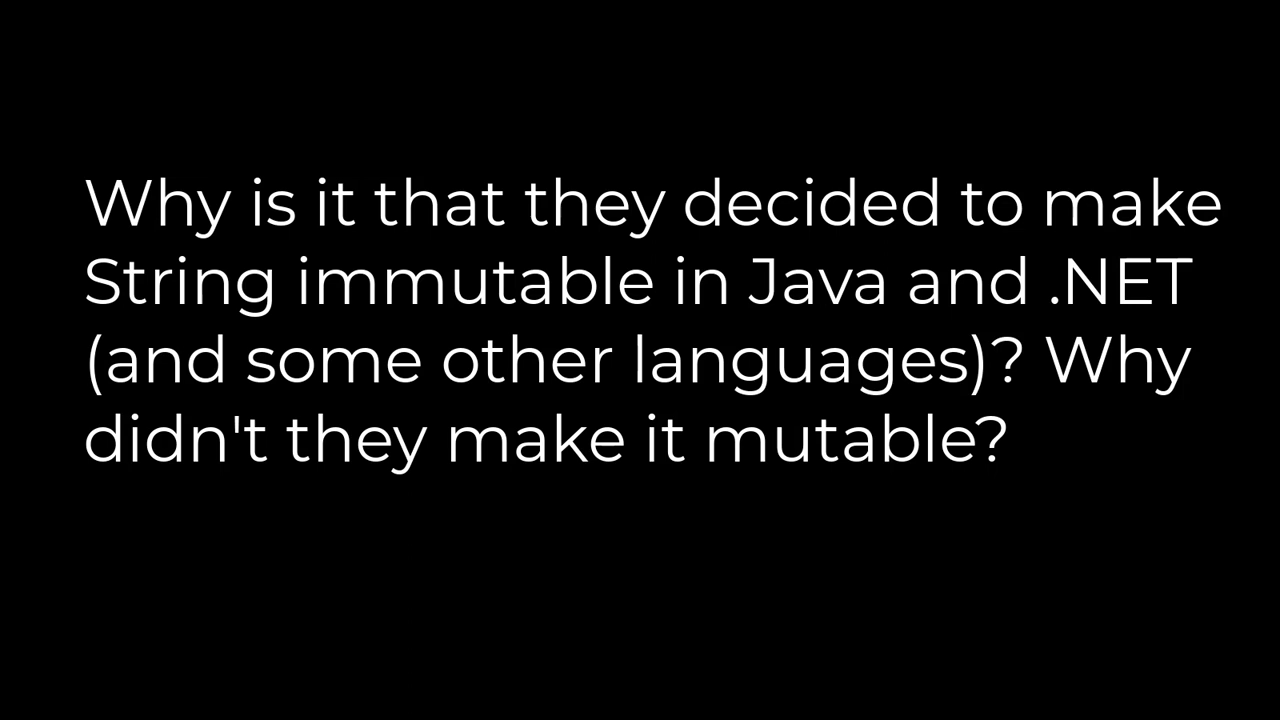 Why is it that they decided to make
String immutable in Java and .NET
(and some other languages)? Why
didn't they make it mutable?